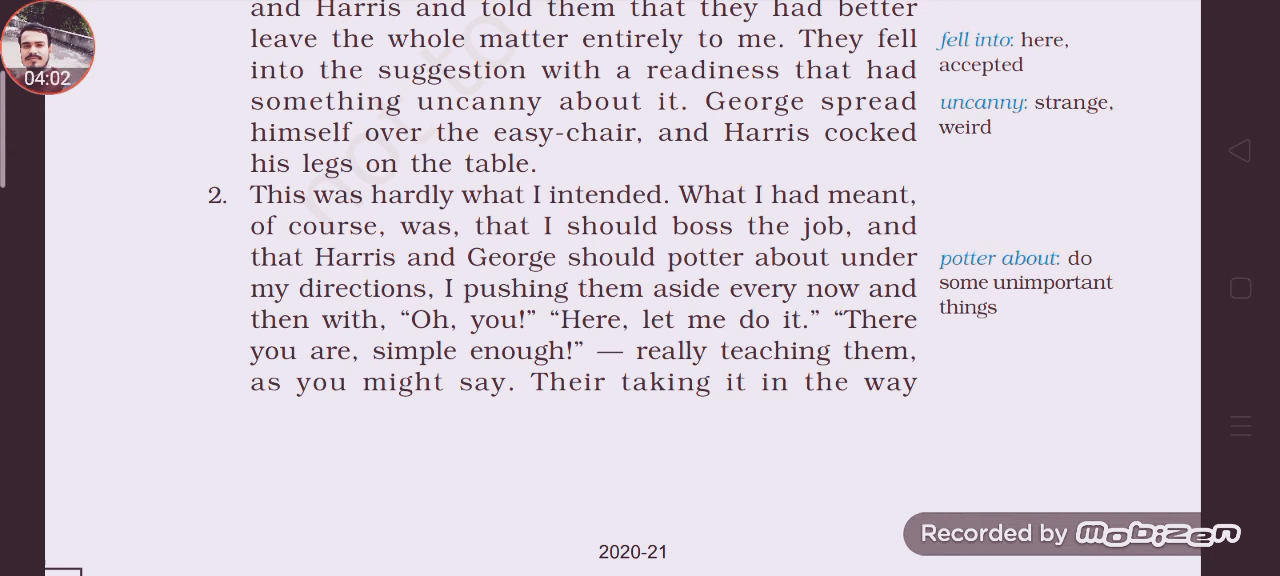 and Harris and told them that they had better
leave the whole matter entirely to me. They fell
into the suggestion with a readiness that had
something uncanny about it. George spread
himself over the easy-chair, and Harris cocked
his legs on the table.
2. This was hardly what I intended. What I had meant,
of course, was, that I should boss the job, and
that Harris and George should potter about under
my directions, I pushing them aside every now and
then with, “Oh, you!” “Here, let me do it.” “There
you are, simple enough!” — really teaching them,
as you might say. Their taking it in the way
fell into: here,
accepted
uncanny: strange,
weird
potter about: do
some unimportant
things
04:02
not to
2020-21
Recorded by Mobizen